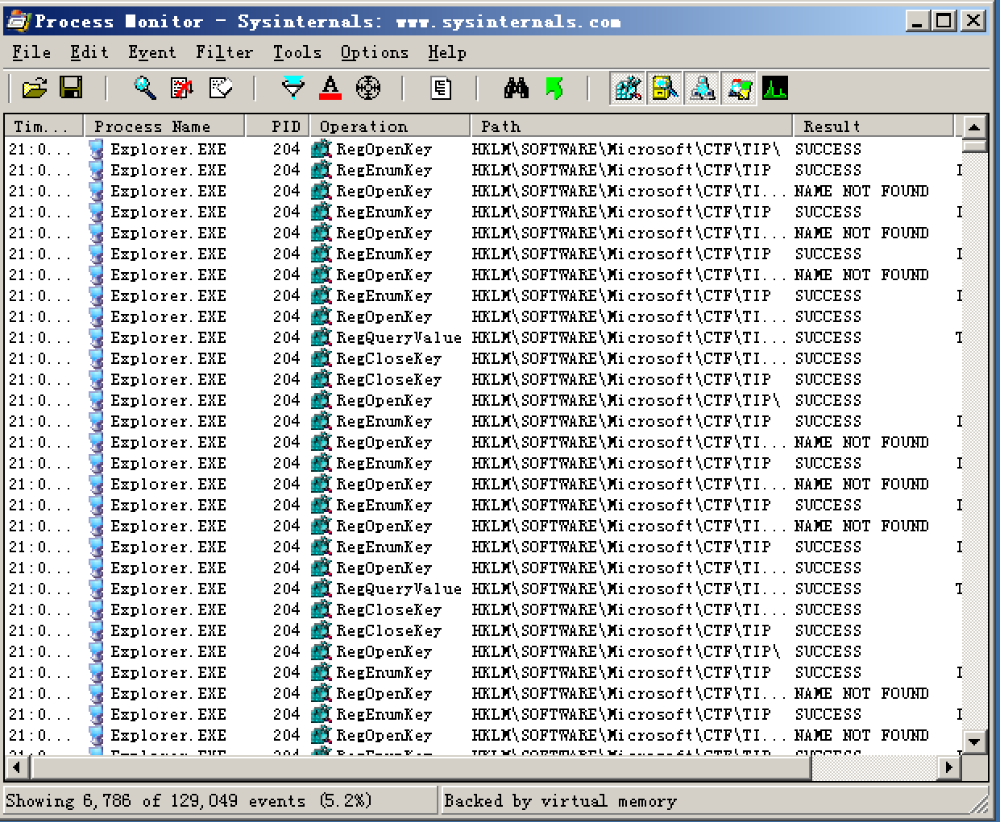 Process Monitor - Sysinternals: www.sysinternals.com
File Edit Event Filter Tools Options Help
Tim... Process Name PID Operation Path Result
21:0... Explorer.EXE 204 RegOpenKey HKLM\SOFTWARE\Microsoft\CTF\TIP\ SUCCESS
21:0... Explorer.EXE 204 RegEnumKey HKLM\SOFTWARE\Microsoft\CTF\TIP SUCCESS I
21:0... Explorer.EXE 204 RegOpenKey HKLM\SOFTWARE\Microsoft\CTF\TI... NAME NOT FOUND
21:0... Explorer.EXE 204 RegEnumKey HKLM\SOFTWARE\Microsoft\CTF\TIP SUCCESS I
21:0... Explorer.EXE 204 RegOpenKey HKLM\SOFTWARE\Microsoft\CTF\TI... NAME NOT FOUND
21:0... Explorer.EXE 204 RegEnumKey HKLM\SOFTWARE\Microsoft\CTF\TIP SUCCESS I
21:0... Explorer.EXE 204 RegOpenKey HKLM\SOFTWARE\Microsoft\CTF\TI... NAME NOT FOUND
21:0... Explorer.EXE 204 RegEnumKey HKLM\SOFTWARE\Microsoft\CTF\TIP SUCCESS I
21:0... Explorer.EXE 204 RegOpenKey HKLM\SOFTWARE\Microsoft\CTF\TI... SUCCESS
21:0... Explorer.EXE 204 RegQueryValue HKLM\SOFTWARE\Microsoft\CTF\TI... SUCCESS T
21:0... Explorer.EXE 204 RegCloseKey HKLM\SOFTWARE\Microsoft\CTF\TI... SUCCESS
21:0... Explorer.EXE 204 RegCloseKey HKLM\SOFTWARE\Microsoft\CTF\TIP SUCCESS
21:0... Explorer.EXE 204 RegOpenKey HKLM\SOFTWARE\Microsoft\CTF\TIP\ SUCCESS
21:0... Explorer.EXE 204 RegEnumKey HKLM\SOFTWARE\Microsoft\CTF\TIP SUCCESS I
21:0... Explorer.EXE 204 RegOpenKey HKLM\SOFTWARE\Microsoft\CTF\TI... NAME NOT FOUND
21:0... Explorer.EXE 204 RegEnumKey HKLM\SOFTWARE\Microsoft\CTF\TIP SUCCESS I
21:0... Explorer.EXE 204 RegOpenKey HKLM\SOFTWARE\Microsoft\CTF\TI... NAME NOT FOUND
21:0... Explorer.EXE 204 RegEnumKey HKLM\SOFTWARE\Microsoft\CTF\TIP SUCCESS I
21:0... Explorer.EXE 204 RegOpenKey HKLM\SOFTWARE\Microsoft\CTF\TI... NAME NOT FOUND
21:0... Explorer.EXE 204 RegEnumKey HKLM\SOFTWARE\Microsoft\CTF\TIP SUCCESS I
21:0... Explorer.EXE 204 RegOpenKey HKLM\SOFTWARE\Microsoft\CTF\TI... SUCCESS
21:0... Explorer.EXE 204 RegQueryValue HKLM\SOFTWARE\Microsoft\CTF\TI... SUCCESS T
21:0... Explorer.EXE 204 RegCloseKey HKLM\SOFTWARE\Microsoft\CTF\TI... SUCCESS
21:0... Explorer.EXE 204 RegCloseKey HKLM\SOFTWARE\Microsoft\CTF\TIP SUCCESS
21:0... Explorer.EXE 204 RegOpenKey HKLM\SOFTWARE\Microsoft\CTF\TIP\ SUCCESS
21:0... Explorer.EXE 204 RegEnumKey HKLM\SOFTWARE\Microsoft\CTF\TIP SUCCESS I
21:0... Explorer.EXE 204 RegOpenKey HKLM\SOFTWARE\Microsoft\CTF\TI... NAME NOT FOUND
21:0... Explorer.EXE 204 RegEnumKey HKLM\SOFTWARE\Microsoft\CTF\TIP SUCCESS I
21:0... Explorer.EXE 204 RegOpenKey HKLM\SOFTWARE\Microsoft\CTF\TI... NAME NOT FOUND
Showing 6,786 of 129,049 events (5.2%) Backed by virtual memory